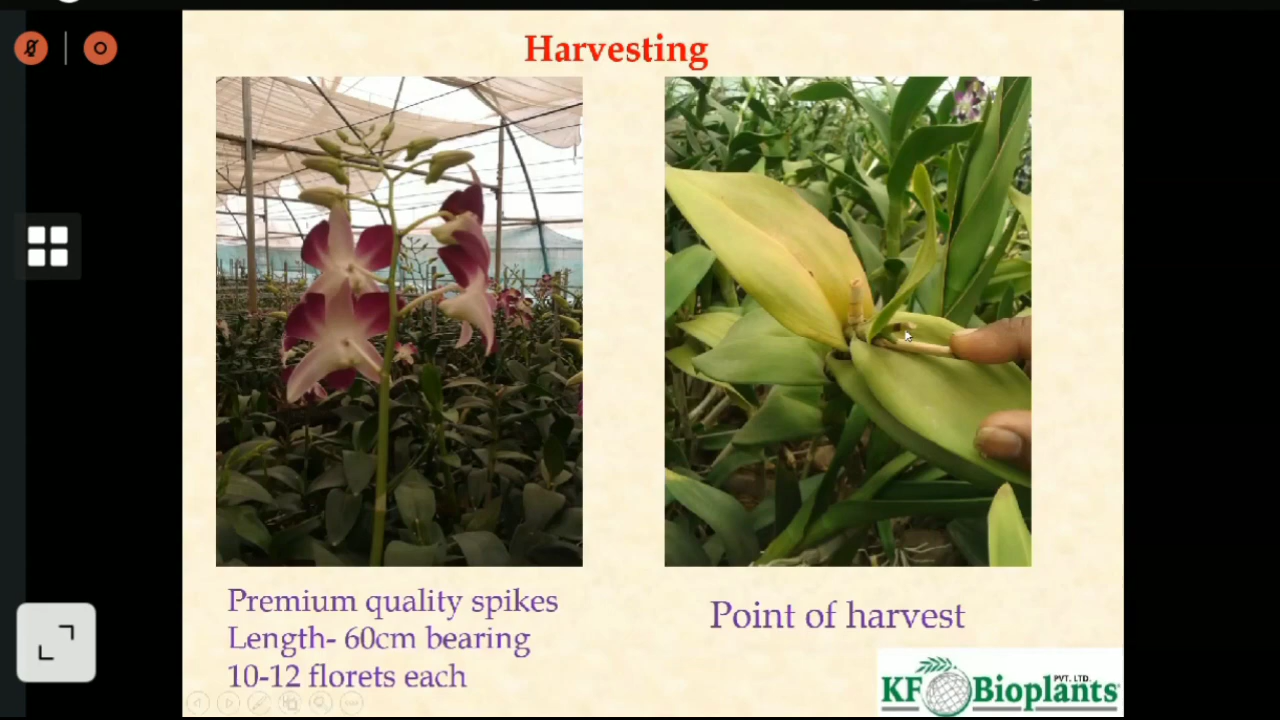 Harvesting
Premium quality spikes
Length- 60cm bearing
10-12 florets each
Point of harvest
KF Bioplants
PVT. LTD.